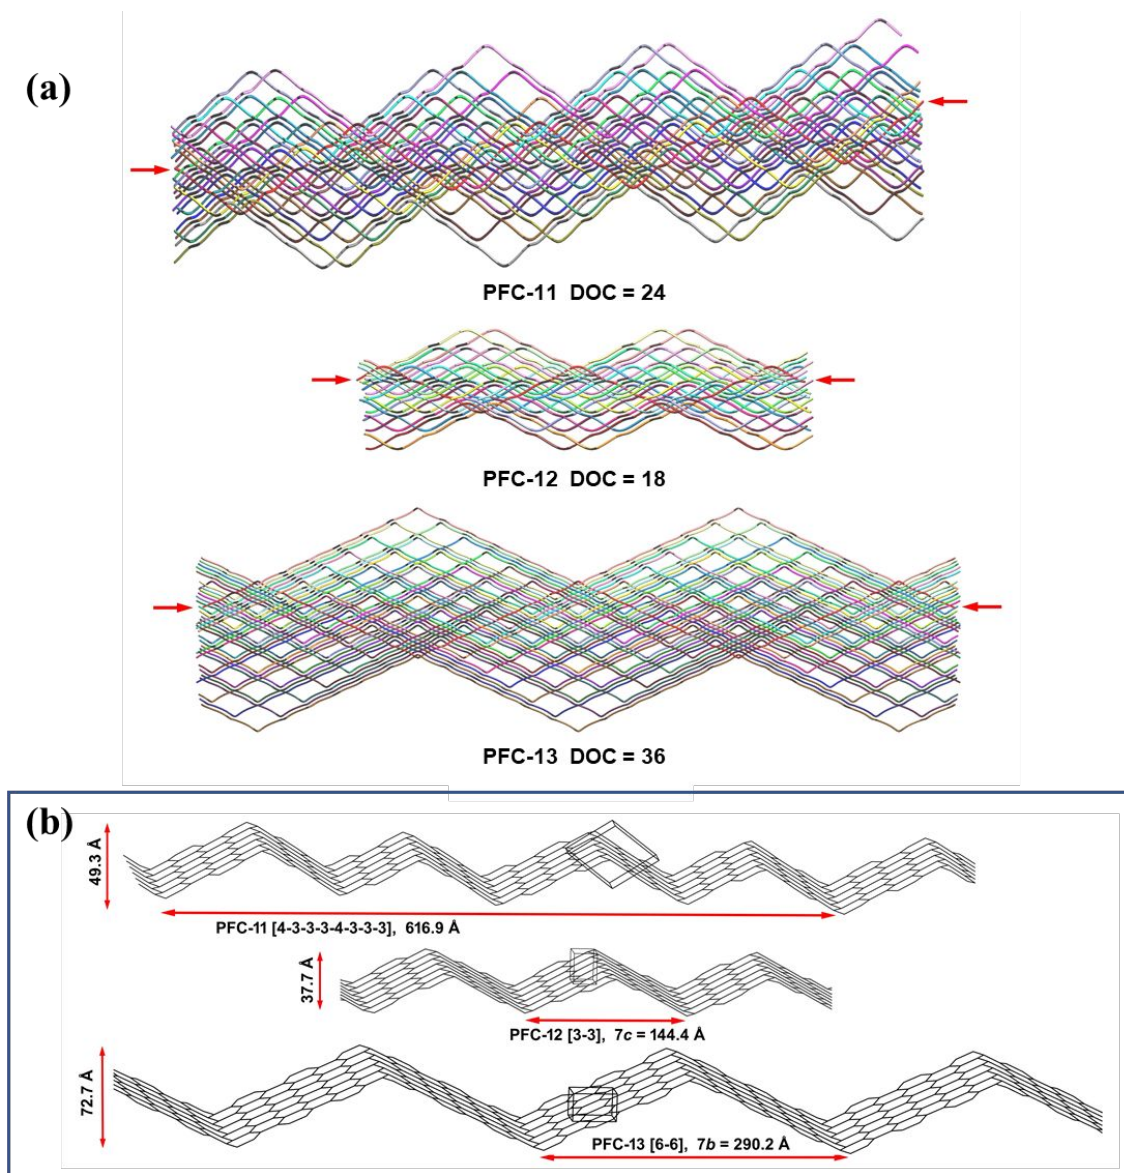 (a)
PFC-11 DOC = 24
PFC-12 DOC = 18
PFC-13 DOC = 36
(b)
49.3 Å
PFC-11 [4-3-3-3-4-3-3-3], 616.9 Å
37.7 Å
PFC-12 [3-3], 7c = 144.4 Å
72.7 Å
PFC-13 [6-6], 7b = 290.2 Å